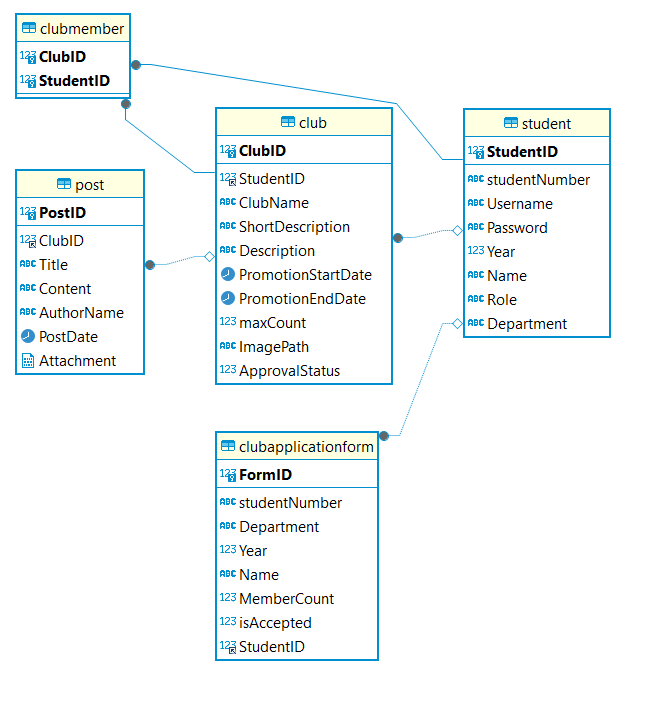 clubmember
123 ClubID
123 StudentID
club
123 ClubID
123 StudentID
ABC ClubName
ABC ShortDescription
ABC Description
PromotionStartDate
PromotionEndDate
123 maxCount
ABC ImagePath
123 ApprovalStatus
student
123 StudentID
ABC studentNumber
ABC Username
ABC Password
123 Year
ABC Name
ABC Role
ABC Department
post
123 PostID
123 ClubID
ABC Title
ABC Content
ABC AuthorName
PostDate
Attachment
clubapplicationform
123 FormID
ABC studentNumber
ABC Department
123 Year
ABC Name
123 MemberCount
123 isAccepted
123 StudentID